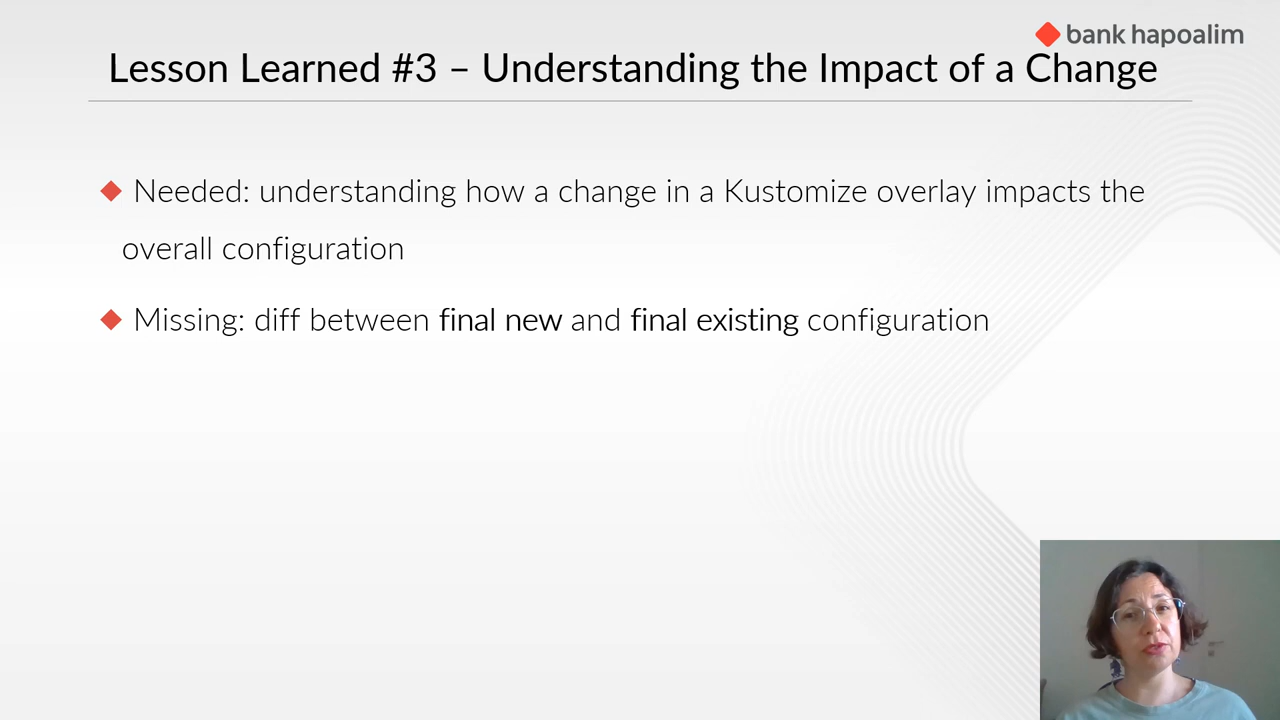 bank hapoalim
Lesson Learned #3 – Understanding the Impact of a Change
Needed: understanding how a change in a Kustomize overlay impacts the
overall configuration
Missing: diff between final new and final existing configuration